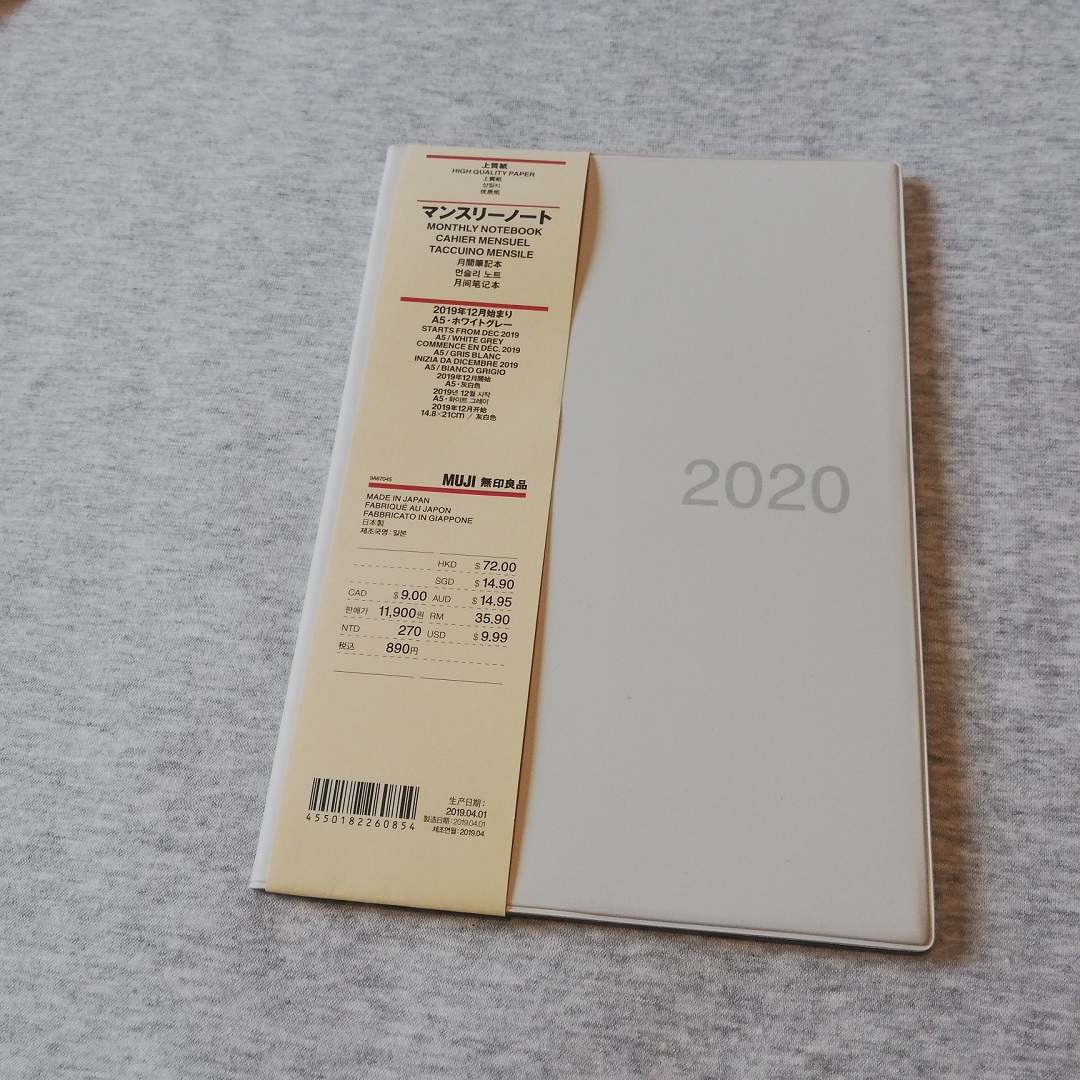 上質紙
HIGH QUALITY PAPER
上質紙
상질지
优质纸
マンスリーノート
MONTHLY NOTEBOOK
CAHIER MENSUEL
TACCUINO MENSILE
月間筆記本
먼슬리 노트
月间笔记本
2019年12月始まり
A5・ホワイトグレー
STARTS FROM DEC 2019
A5 / WHITE GREY
COMMENCE EN DÉC. 2019
A5 / GRIS BLANC
INIZIA DA DICEMBRE 2019
A5 / BIANCO GRIGIO
2019年12月開始
A5・灰白色
2019년 12월 시작
A5・화이트 그레이
2019年12月开始
14.8×21cm / 灰白色
MUJI 無印良品
MADE IN JAPAN
FABRIQUÉ AU JAPON
FABBRICATO IN GIAPPONE
日本製
제조국명 : 일본
HKD $ 72.00
SGD $ 14.90
CAD $ 9.00 AUD $ 14.95
판매가 11,900원 RM 35.90
NTD 270 USD $ 9.99
税込 890円
4550182260854
生产日期 :
2019.04.01
製造日期 : 2019.04.01
제조연월 : 2019.04
2020